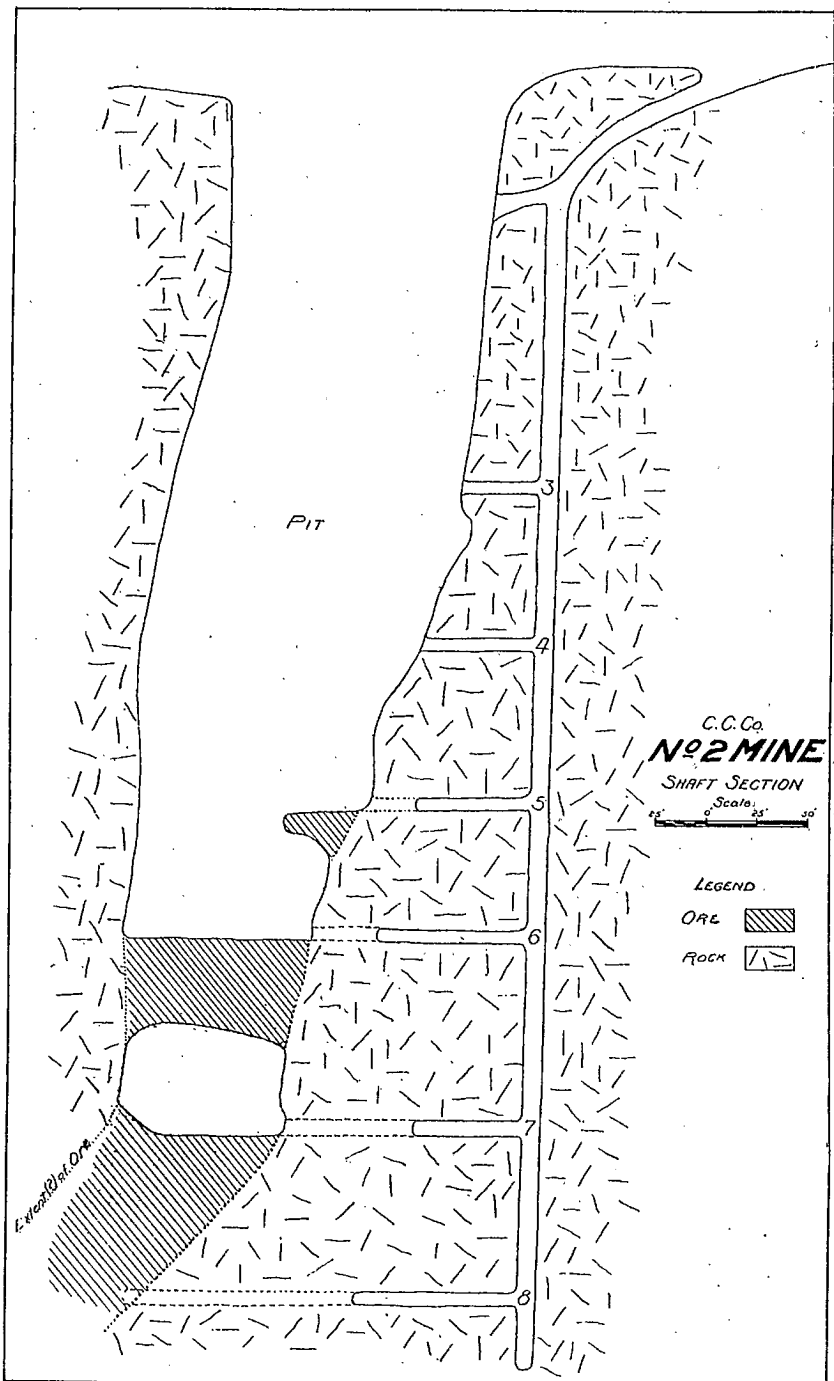 PIT
3
4
5
6
7
8
C.C.Co.
Nº 2 MINE
SHAFT SECTION
Scale:
25' 0' 25' 50'
LEGEND
ORE
ROCK
Extent(?) of Ore